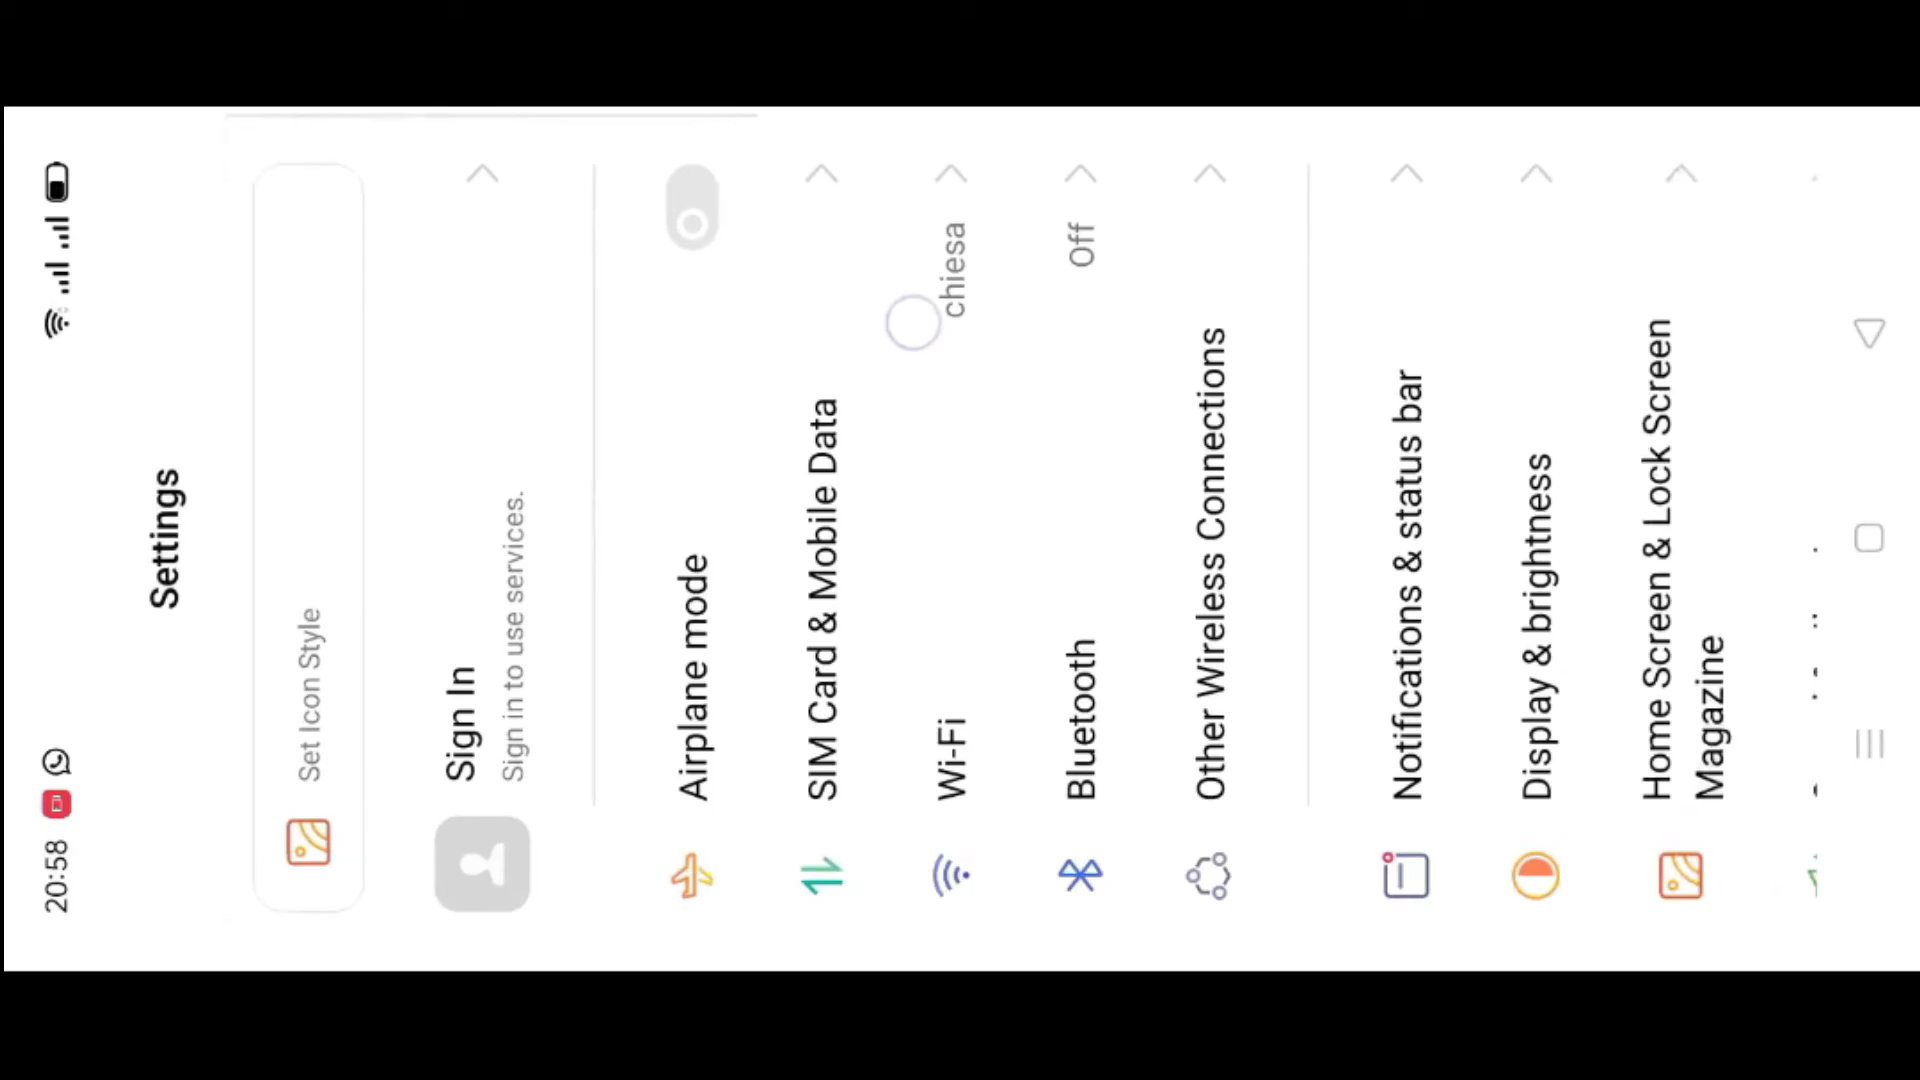 20:58
Settings
Set Icon Style
Sign In
Sign in to use services.
Airplane mode
SIM Card & Mobile Data
Wi-Fi chiesa
Bluetooth Off
Other Wireless Connections
Notifications & status bar
Display & brightness
Home Screen & Lock Screen
Magazine